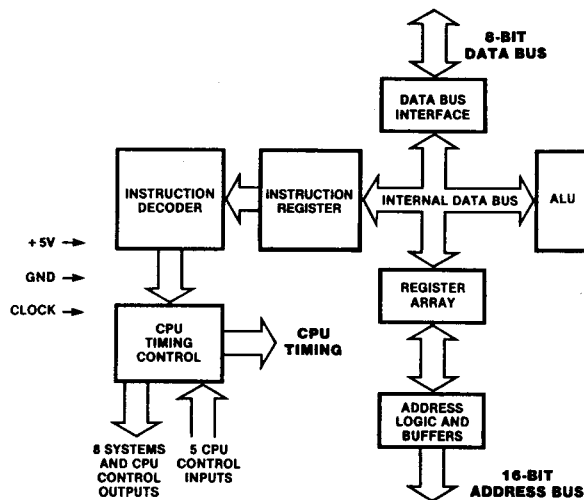 8-BIT
DATA BUS
DATA BUS
INTERFACE
INSTRUCTION
DECODER
INSTRUCTION
REGISTER
INTERNAL DATA BUS
ALU
+5V
GND
CLOCK
REGISTER
ARRAY
CPU
TIMING
CONTROL
CPU
TIMING
ADDRESS
LOGIC AND
BUFFERS
8 SYSTEMS
AND CPU
CONTROL
OUTPUTS
5 CPU
CONTROL
INPUTS
16-BIT
ADDRESS BUS